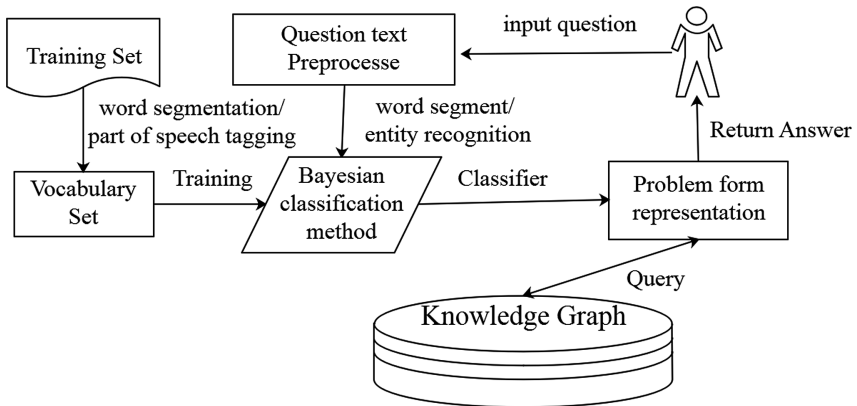 Training Set
Question text
Preprocesse
input question
word segmentation/
part of speech tagging
word segment/
entity recognition
Return Answer
Vocabulary
Set
Training
Bayesian
classification
method
Classifier
Problem form
representation
Query
Knowledge Graph